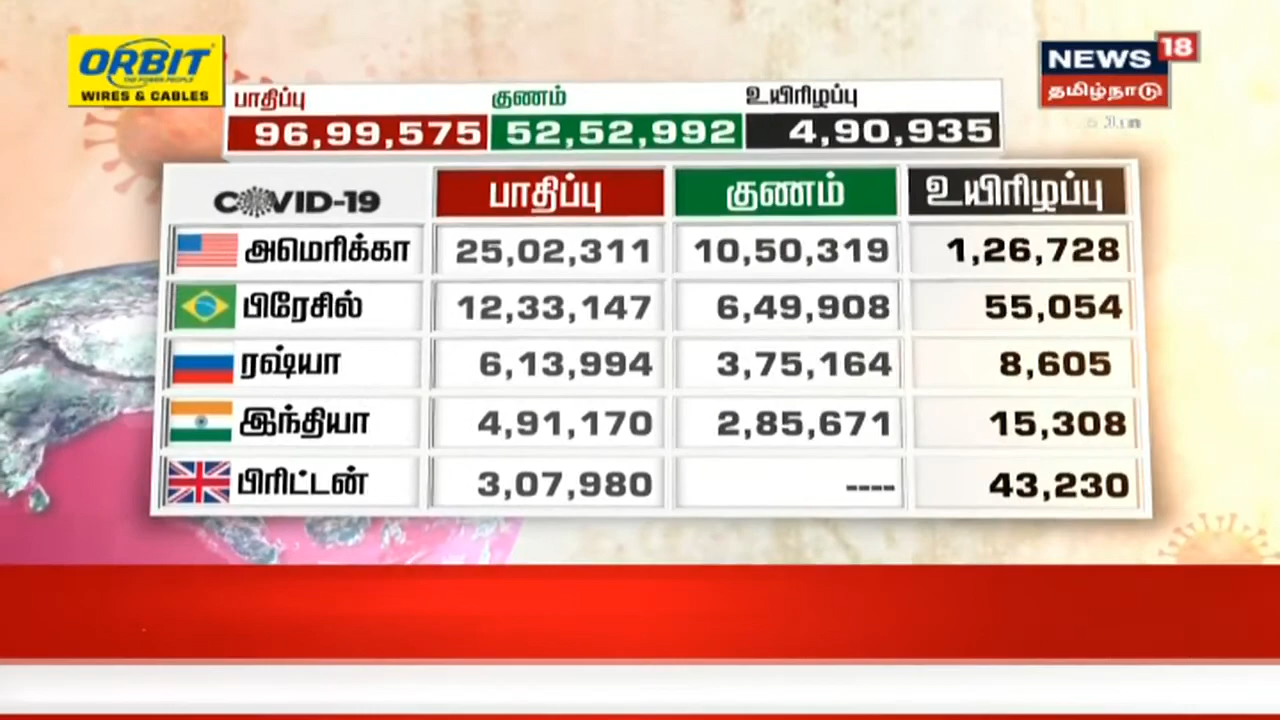 ORBIT
THE POWER PEOPLE
WIRES & CABLES
NEWS 18
தமிழ்நாடு
பாதிப்பு குணம் உயிரிழப்பு
96,99,575 52,52,992 4,90,935
COVID-19 பாதிப்பு குணம் உயிரிழப்பு
அமெரிக்கா 25,02,311 10,50,319 1,26,728
பிரேசில் 12,33,147 6,49,908 55,054
ரஷ்யா 6,13,994 3,75,164 8,605
இந்தியா 4,91,170 2,85,671 15,308
பிரிட்டன் 3,07,980 ---- 43,230